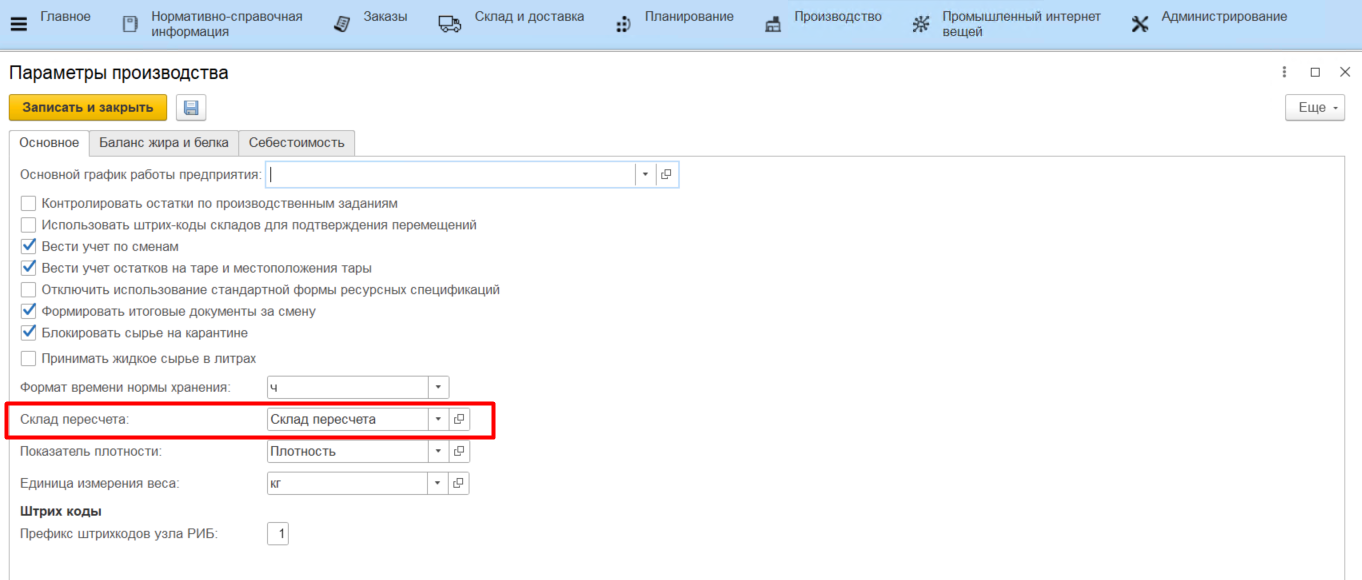 Главное
Нормативно-справочная
информация
Заказы
Склад и доставка
Планирование
Производство
Промышленный интернет
вещей
Администрирование
Параметры производства
Записать и закрыть
Еще
Основное
Баланс жира и белка
Себестоимость
Основной график работы предприятия:
Контролировать остатки по производственным заданиям
Использовать штрих-коды складов для подтверждения перемещений
Вести учет по сменам
Вести учет остатков на таре и местоположения тары
Отключить использование стандартной формы ресурсных спецификаций
Формировать итоговые документы за смену
Блокировать сырье на карантине
Принимать жидкое сырье в литрах
Формат времени нормы хранения: ч
Склад пересчета: Склад пересчета
Показатель плотности: Плотность
Единица измерения веса: кг
Штрих коды
Префикс штрихкодов узла РИБ: 1